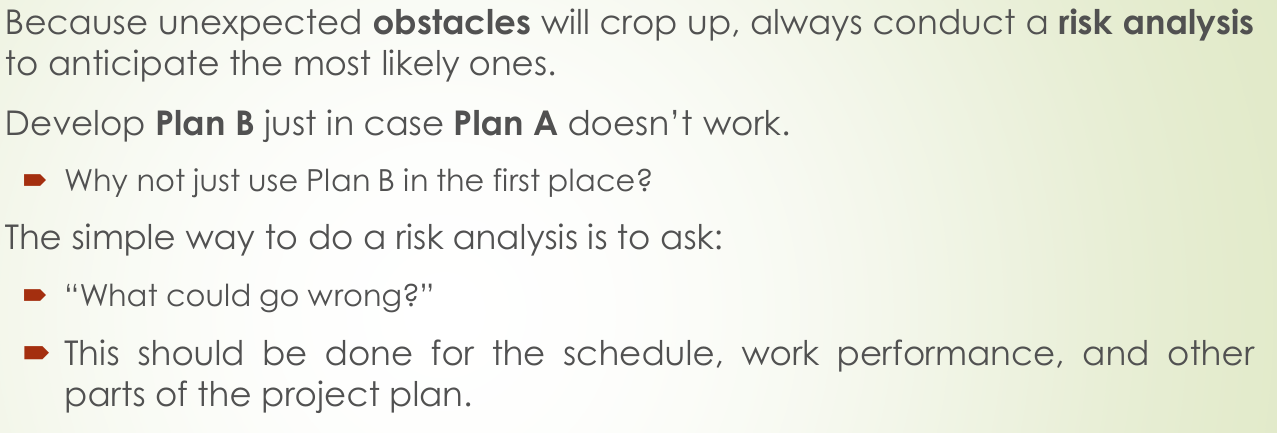 Because unexpected obstacles will crop up, always conduct a risk analysis
to anticipate the most likely ones.
Develop Plan B just in case Plan A doesn’t work.
Why not just use Plan B in the first place?
The simple way to do a risk analysis is to ask:
“What could go wrong?”
This should be done for the schedule, work performance, and other
parts of the project plan.